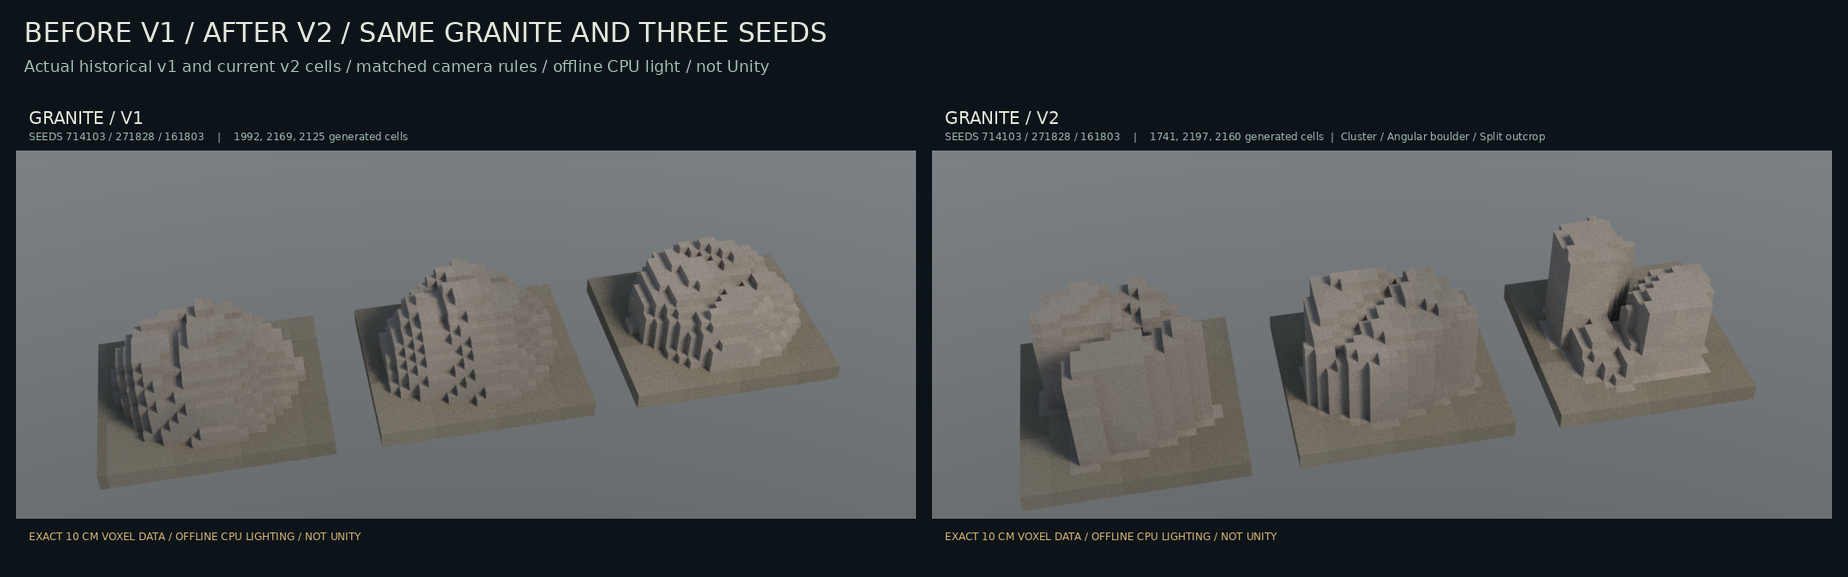 BEFORE V1 / AFTER V2 / SAME GRANITE AND THREE SEEDS
Actual historical v1 and current v2 cells / matched camera rules / offline CPU light / not Unity
GRANITE / V1
SEEDS 714103 / 271828 / 161803 | 1992, 2169, 2125 generated cells
EXACT 10 CM VOXEL DATA / OFFLINE CPU LIGHTING / NOT UNITY
GRANITE / V2
SEEDS 714103 / 271828 / 161803 | 1741, 2197, 2160 generated cells | Cluster / Angular boulder / Split outcrop
EXACT 10 CM VOXEL DATA / OFFLINE CPU LIGHTING / NOT UNITY